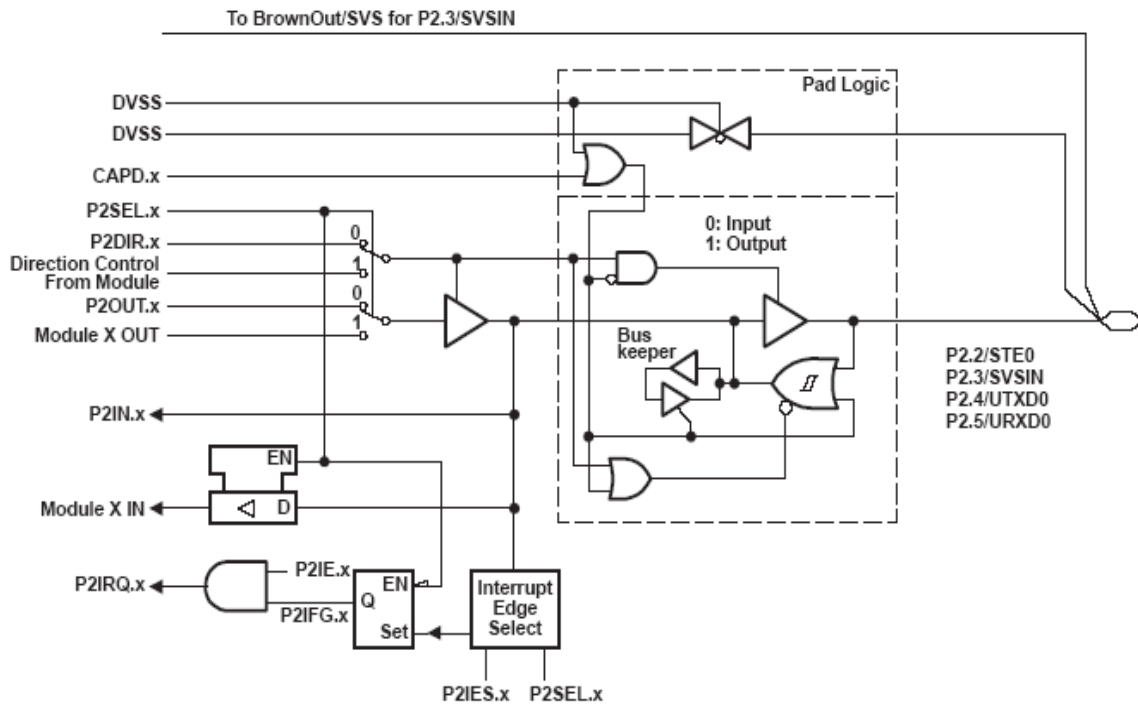 To BrownOut/SVS for P2.3/SVSIN
Pad Logic
DVSS
DVSS
CAPD.x
P2SEL.x
0: Input
1: Output
0
P2DIR.x
Direction Control
From Module
1
0
P2OUT.x
1
Module X OUT
Bus
keeper
P2.2/STE0
P2.3/SVSIN
P2.4/UTXD0
P2.5/URXD0
P2IN.x
EN
Module X IN
D
P2IE.x
P2IRQ.x
EN
Interrupt
Edge
Select
P2IFG.x
Q
Set
P2IES.x
P2SEL.x